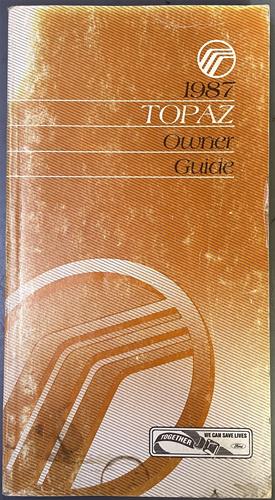 1987
TOPAZ
Owner
Guide
TOGETHER
WE CAN SAVE LIVES
Ford